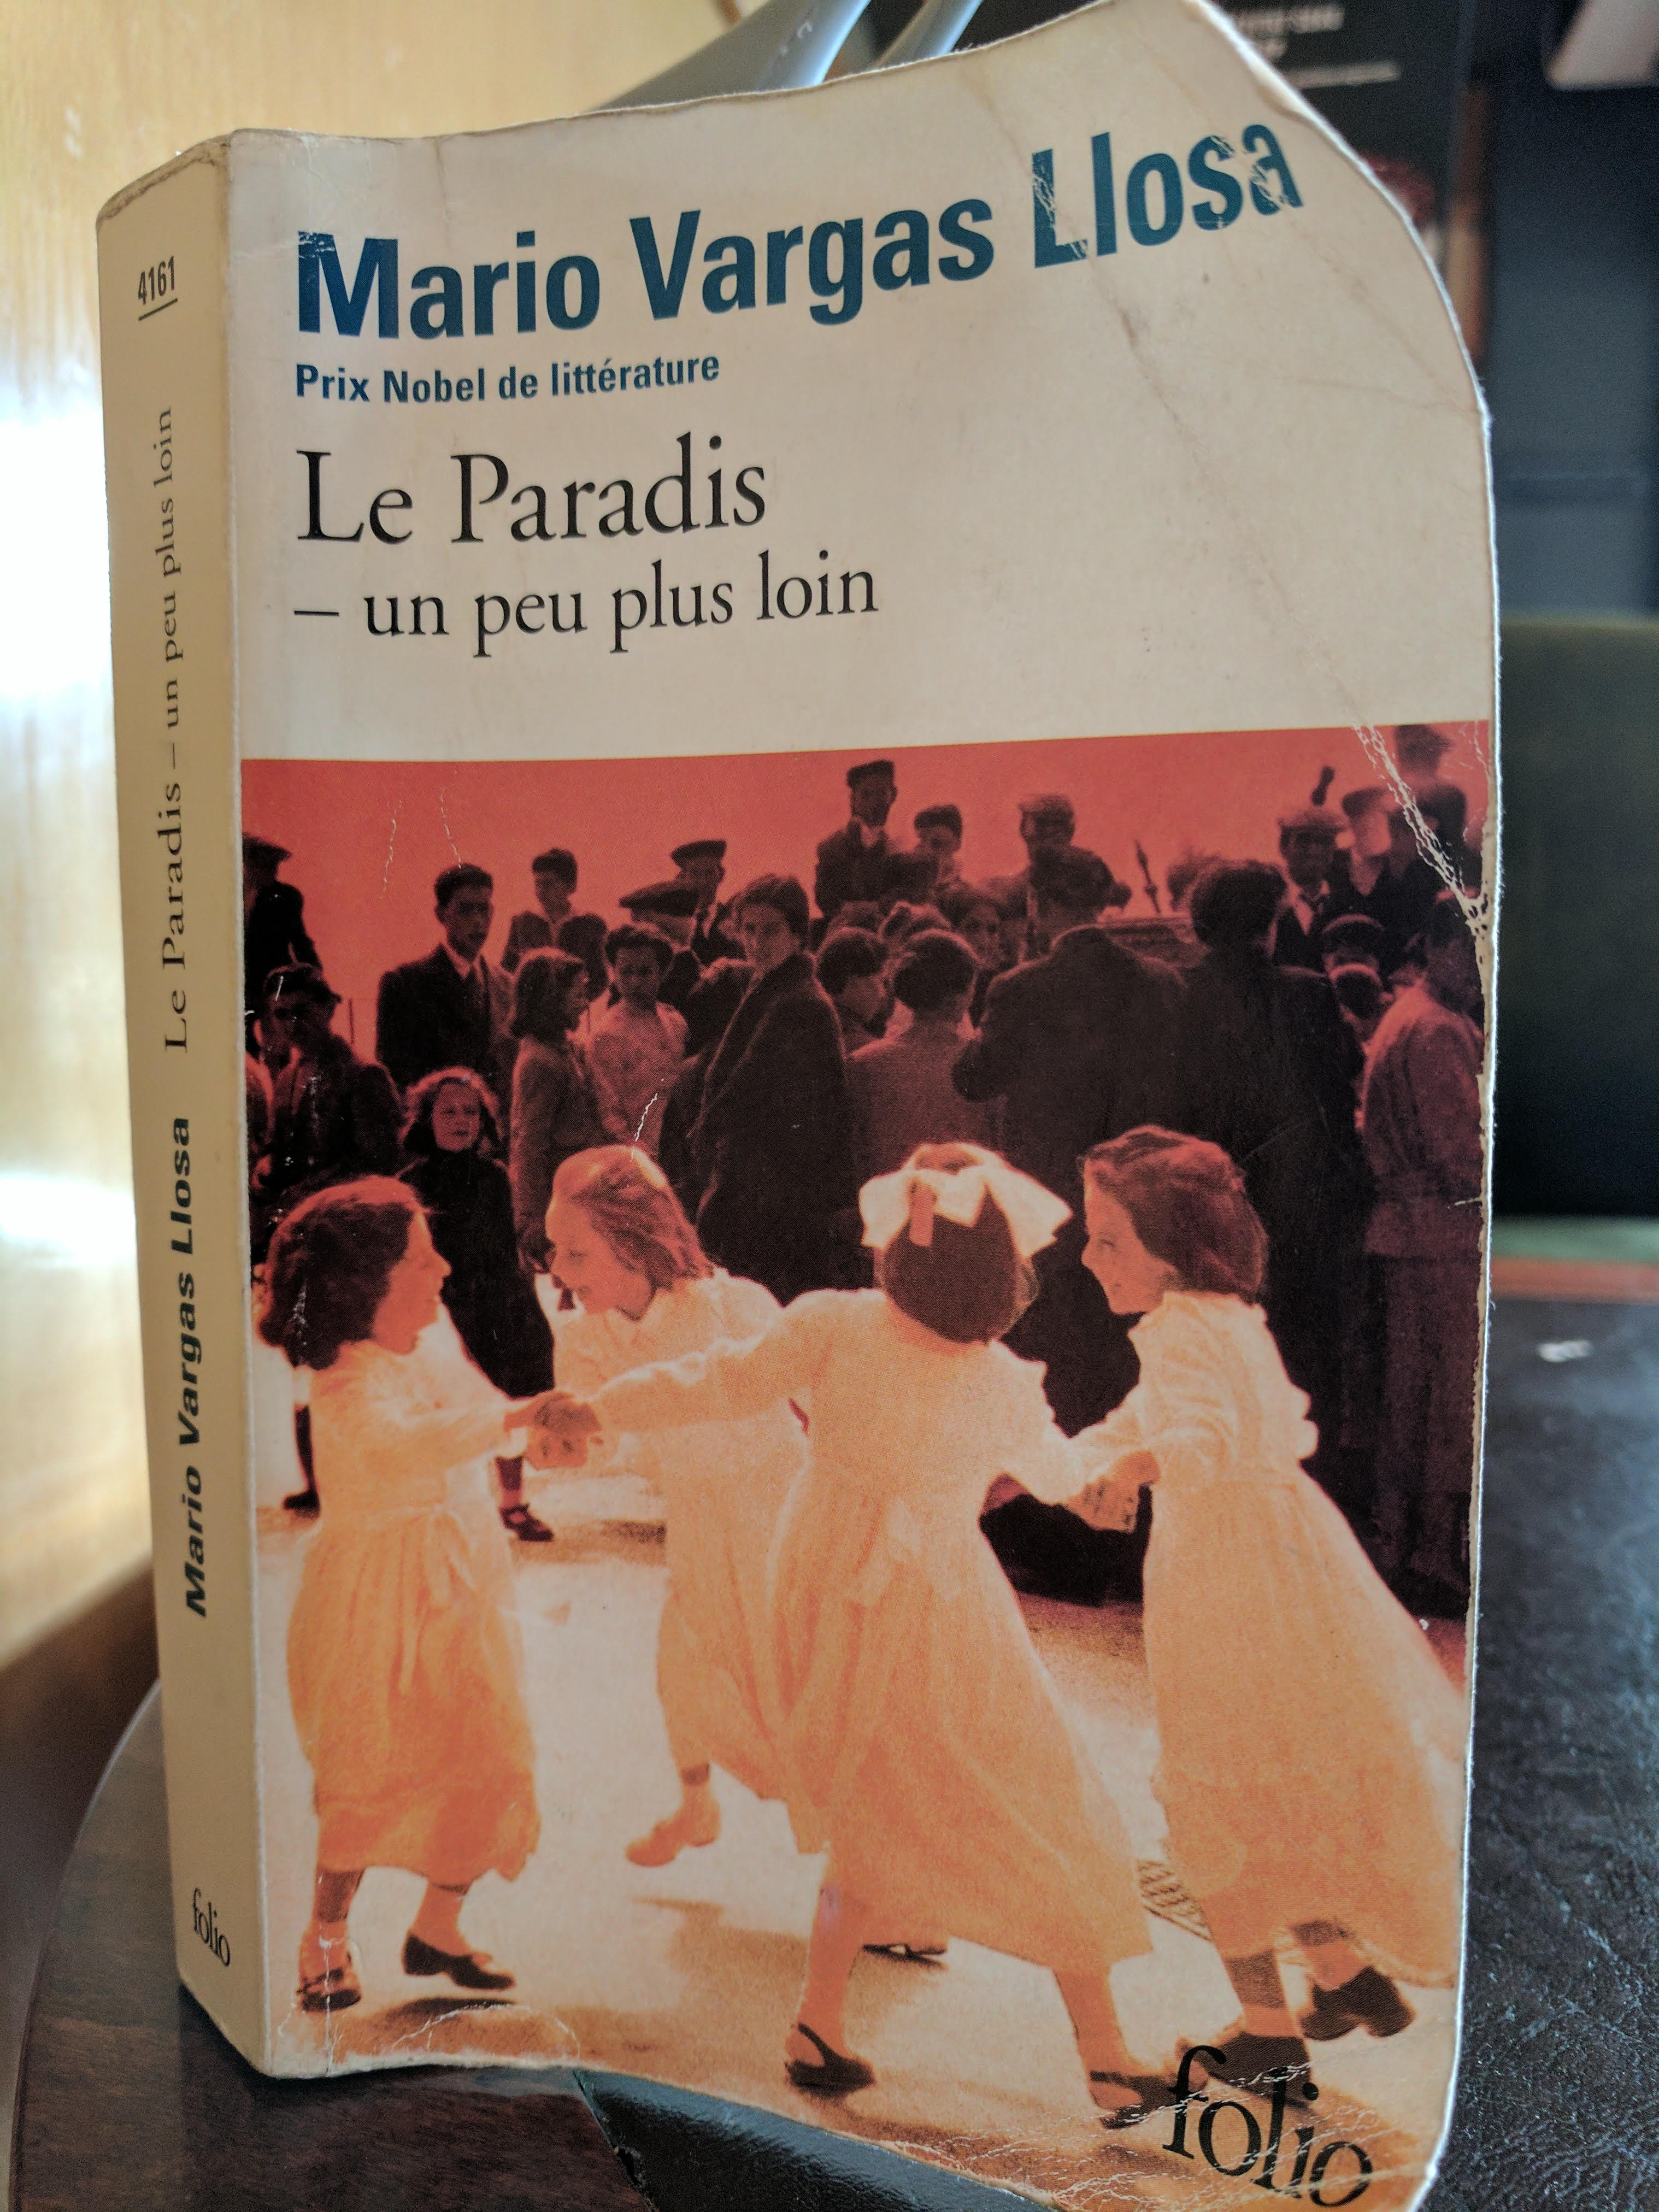 Mario Vargas Llosa
Prix Nobel de littérature
Le Paradis
– un peu plus loin
folio
4161
Mario Vargas Llosa Le Paradis – un peu plus loin
folio